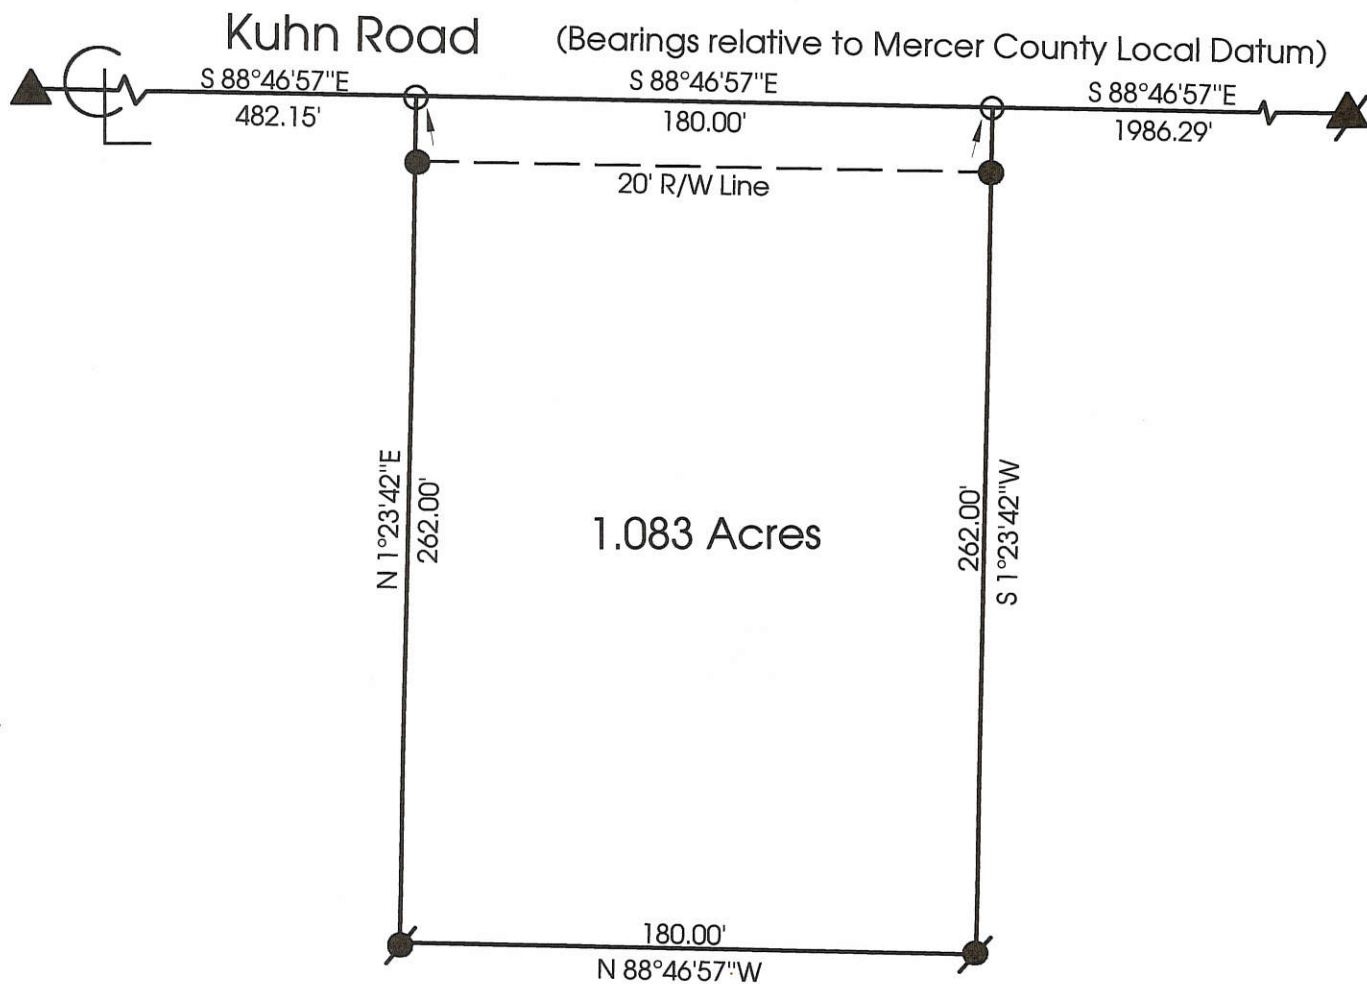 Kuhn Road
(Bearings relative to Mercer County Local Datum)
S 88°46'57"E
482.15'
S 88°46'57"E
180.00'
S 88°46'57"E
1986.29'
20' R/W Line
N 1°23'42"E
262.00'
1.083 Acres
262.00'
S 1°23'42"W
180.00'
N 88°46'57"W